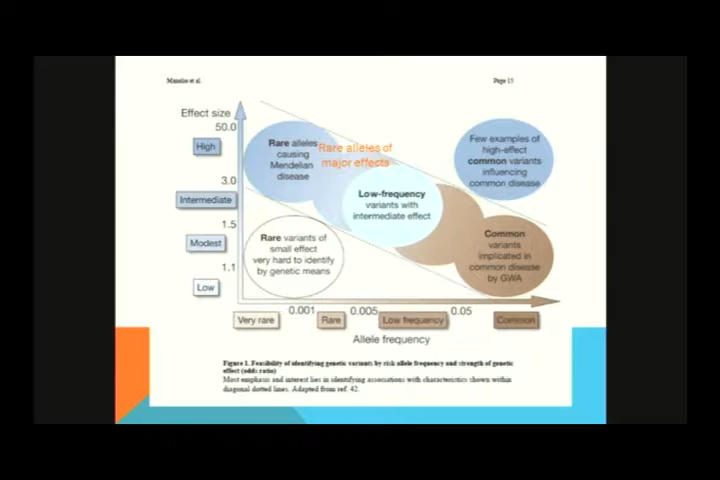 Manolio et al.
Page 15
Effect size
50.0
High
3.0
Intermediate
1.5
Modest
1.1
Low
Rare alleles
causing
Mendelian
disease
Rare alleles of
major effects
Few examples of
high-effect
common variants
influencing
common disease
Low-frequency
variants with
intermediate effect
Rare variants of
small effect
very hard to identify
by genetic means
Common
variants
implicated in
common disease
by GWA
0.001
0.005
0.05
Very rare
Rare
Low frequency
Common
Allele frequency
Figure 1. Feasibility of identifying genetic variants by risk allele frequency and strength of genetic
effect (odds ratio)
Most emphasis and interest lies in identifying associations with characteristics shown within
diagonal dotted lines. Adapted from ref. 42.